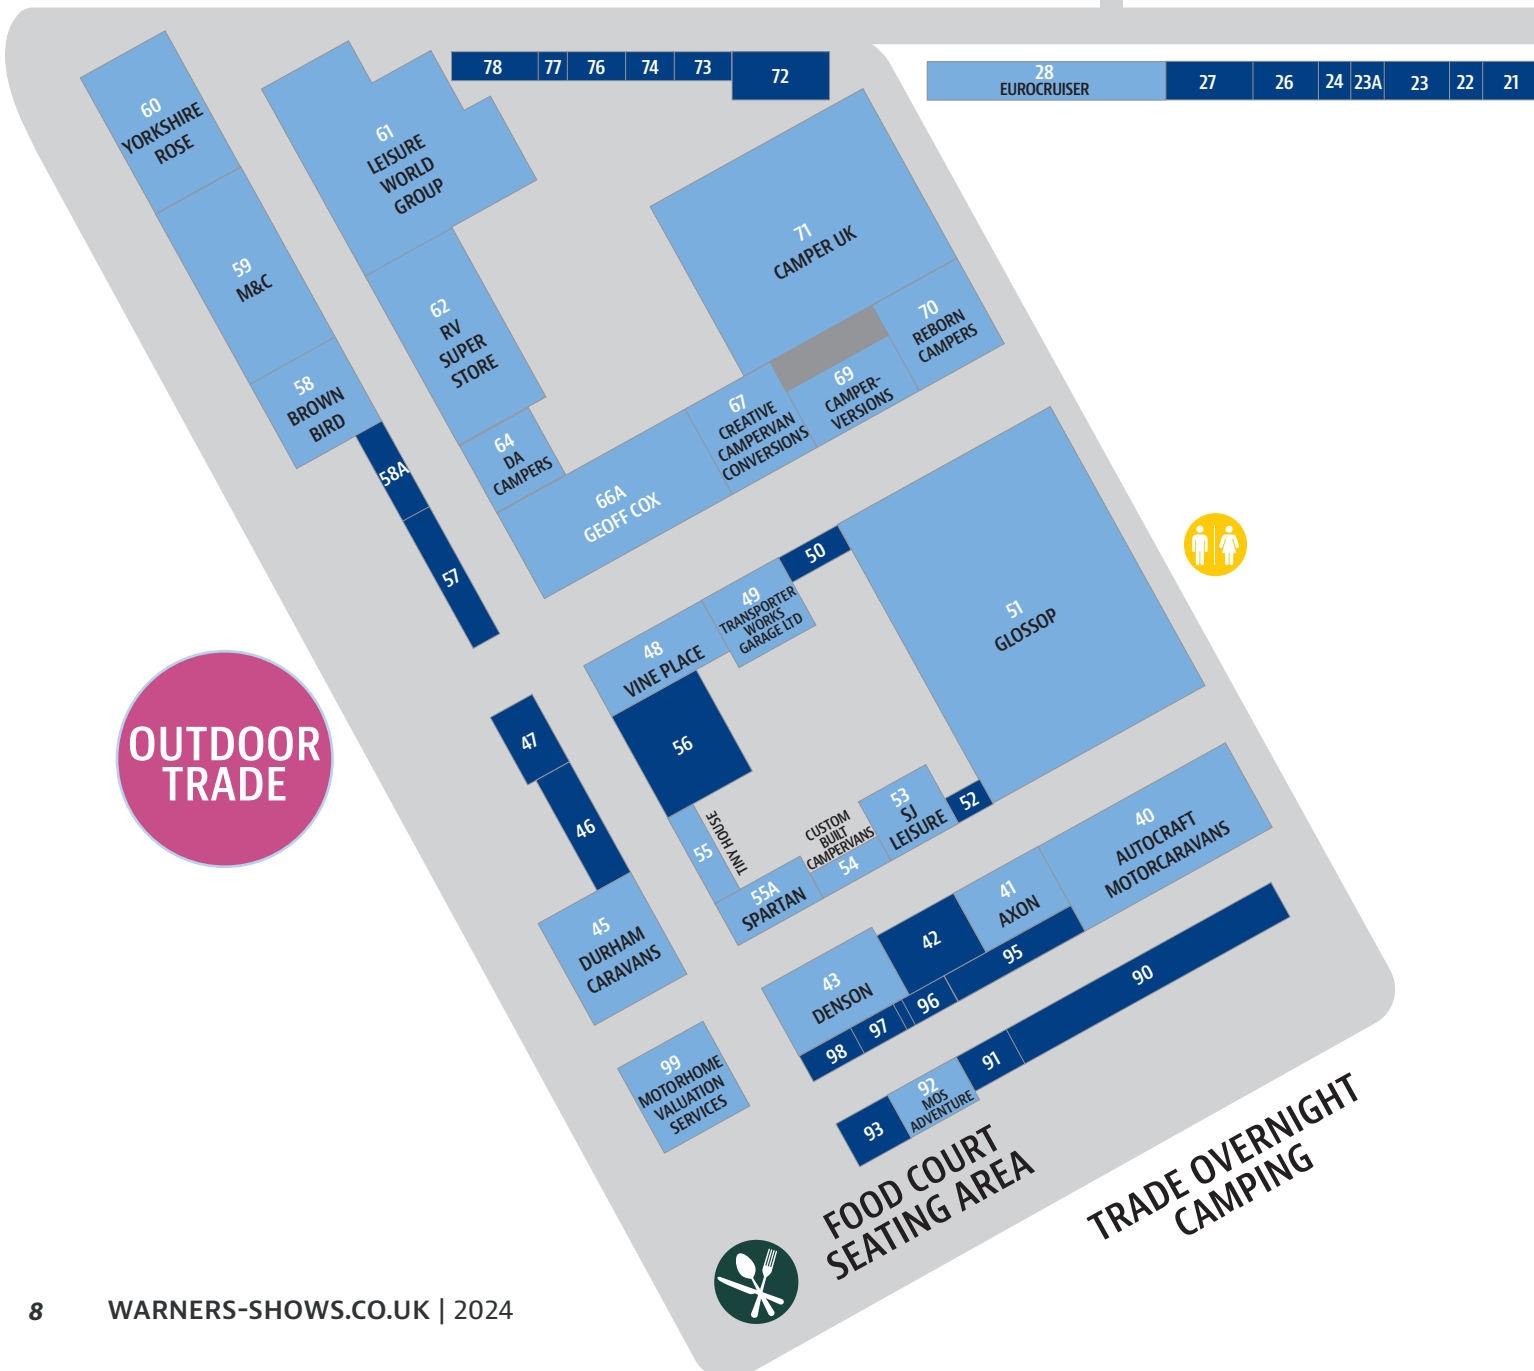 78
77
76
74
73
72
28
EUROCRUISER
27
26
24
23A
23
22
21
60
YORKSHIRE
ROSE
61
LEISURE
WORLD
GROUP
71
CAMPER UK
59
M&C
62
RV
SUPER
STORE
70
REBORN
CAMPERS
58
BROWN
BIRD
69
CAMPER-
VERSIONS
67
CREATIVE
CAMPERVAN
CONVERSIONS
64
DA
CAMPERS
58A
66A
GEOFF COX
57
50
49
TRANSPORTER
WORKS
GARAGE LTD
51
GLOSSOP
48
VINE PLACE
OUTDOOR
TRADE
47
56
46
55
TINY HOUSE
CUSTOM
BUILT
CAMPERVANS
54
53
SJ
LEISURE
52
55A
SPARTAN
40
AUTOCRAFT
MOTORCARAVANS
41
AXON
45
DURHAM
CARAVANS
42
95
43
DENSON
96
97
98
90
91
99
MOTORHOME
VALUATION
SERVICES
92
MOS
ADVENTURE
93
FOOD COURT
SEATING AREA
TRADE OVERNIGHT
CAMPING
8 WARNERS-SHOWS.CO.UK | 2024